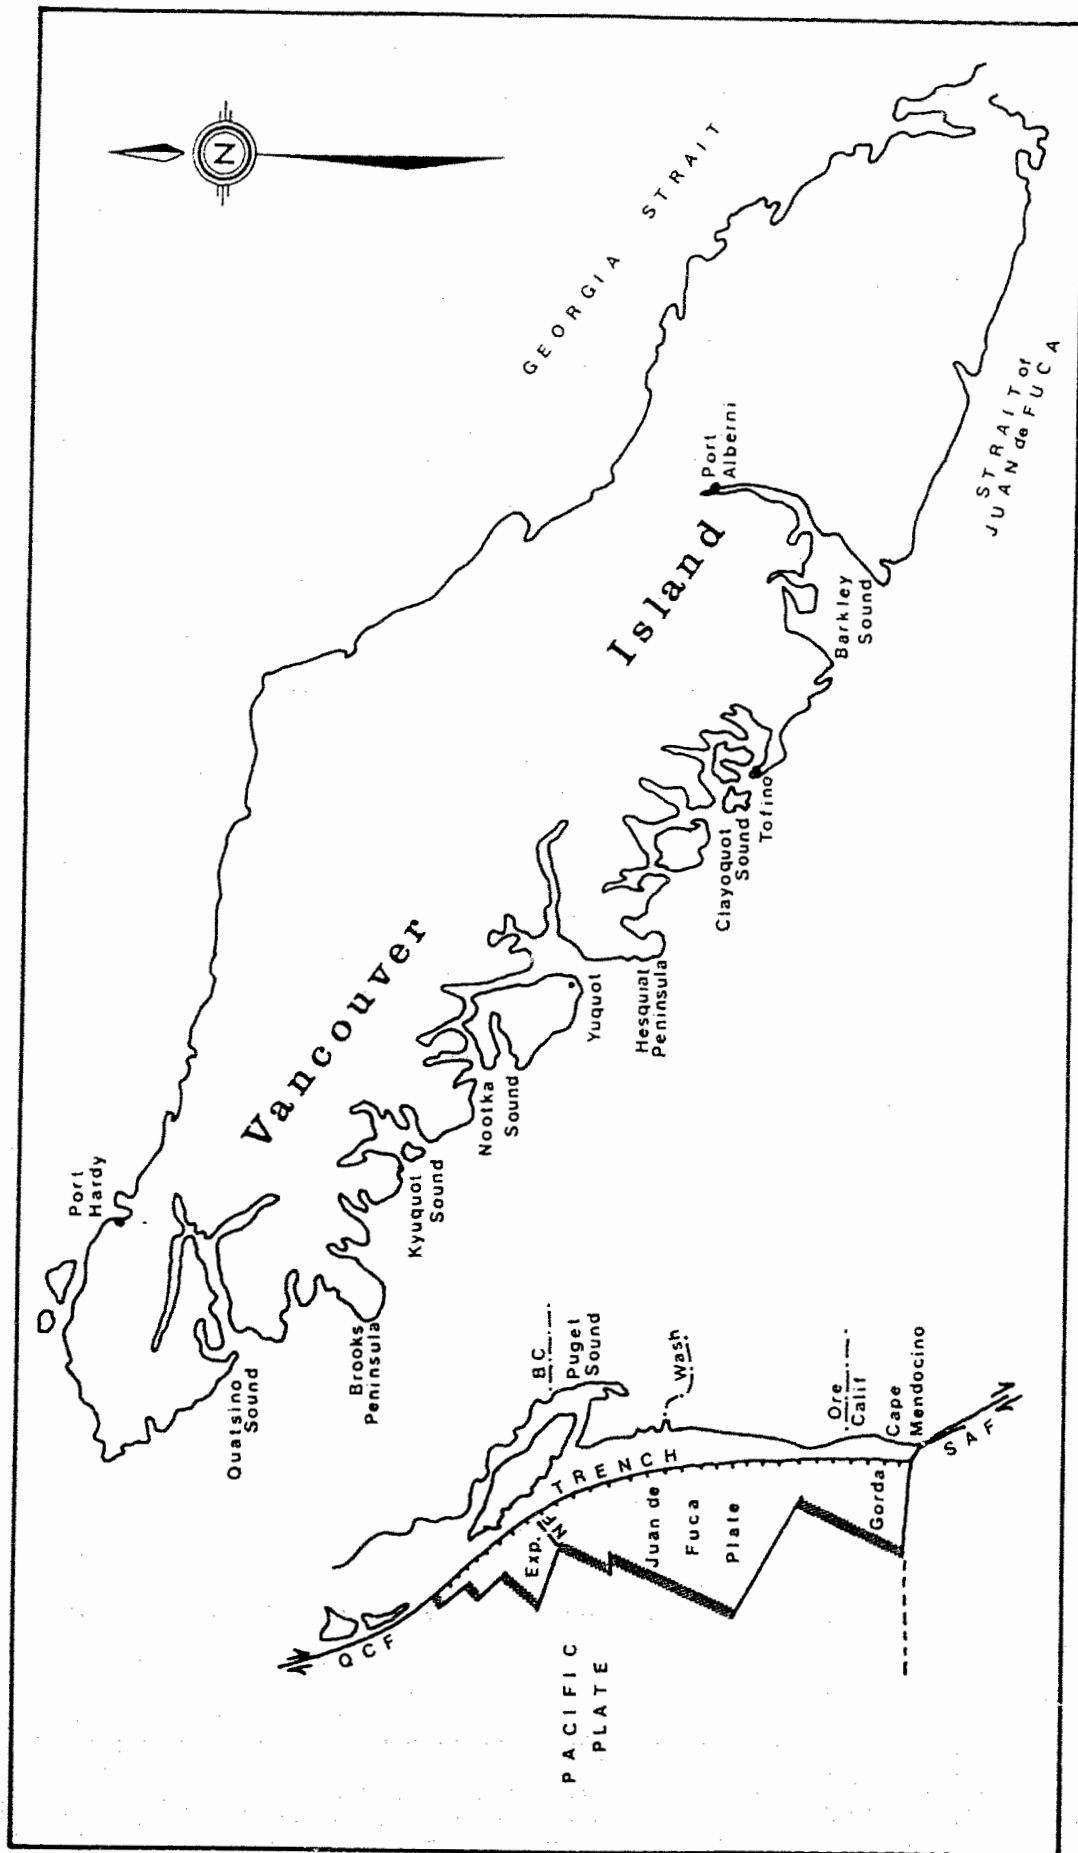 N
GEORGIA STRAIT
Port
Hardy
Vancouver
Island
Port
Alberni
STRAIT of
JUAN de FUCA
Quatsino
Sound
Brooks
Peninsula
Kyuquot
Sound
Nootka
Sound
Yuquot
Hesquiat
Peninsula
Clayoquot
Sound
Tofino
Barkley
Sound
QCF
PACIFIC
PLATE
Exp.
NF
TRENCH
BC
Puget
Sound
Wash
Juan de
Fuca
Plate
Ore
Calif
Cape
Mendocino
Gorda
SAF